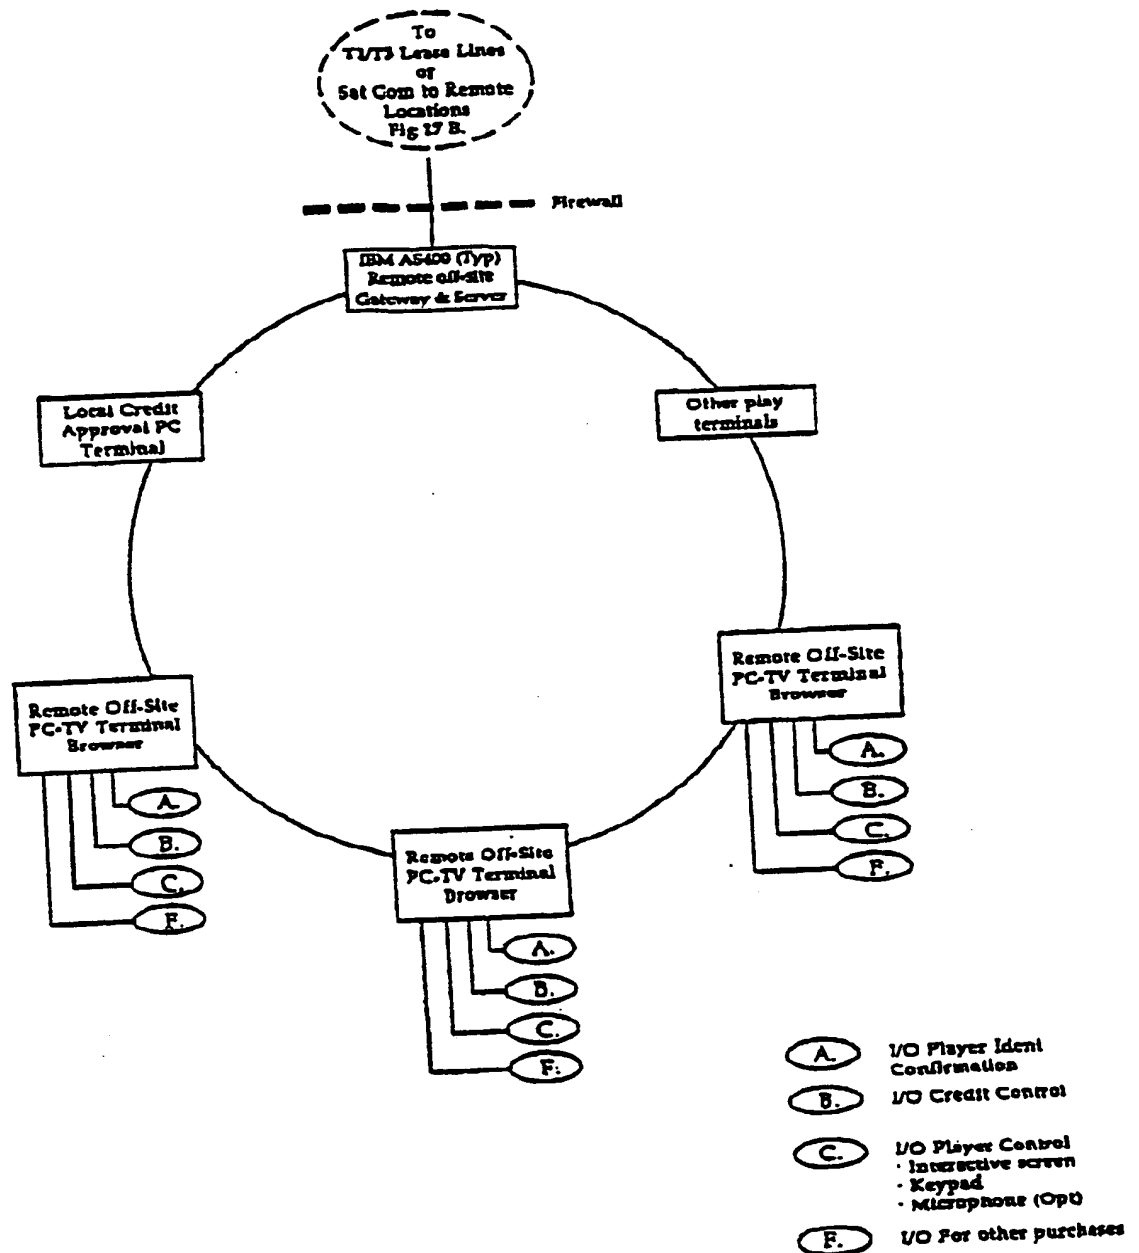 To
T1/T3 Lease Lines
or
Sat Com to Remote
Locations
Fig 27 B.
Firewall
IBM AS400 (Typ)
Remote off-site
Gateway & Server
Local Credit
Approval PC
Terminal
Other play
terminals
Remote Off-Site
PC-TV Terminal
Browser
A.
B.
C.
F.
Remote Off-Site
PC-TV Terminal
Browser
A.
B.
C.
F.
Remote Off-Site
PC-TV Terminal
Browser
A.
B.
C.
F.
A. I/O Player Ident
Confirmation
B. I/O Credit Control
C. I/O Player Control
· Interactive screen
· Keypad
· Microphone (Opt)
F. I/O For other purchases